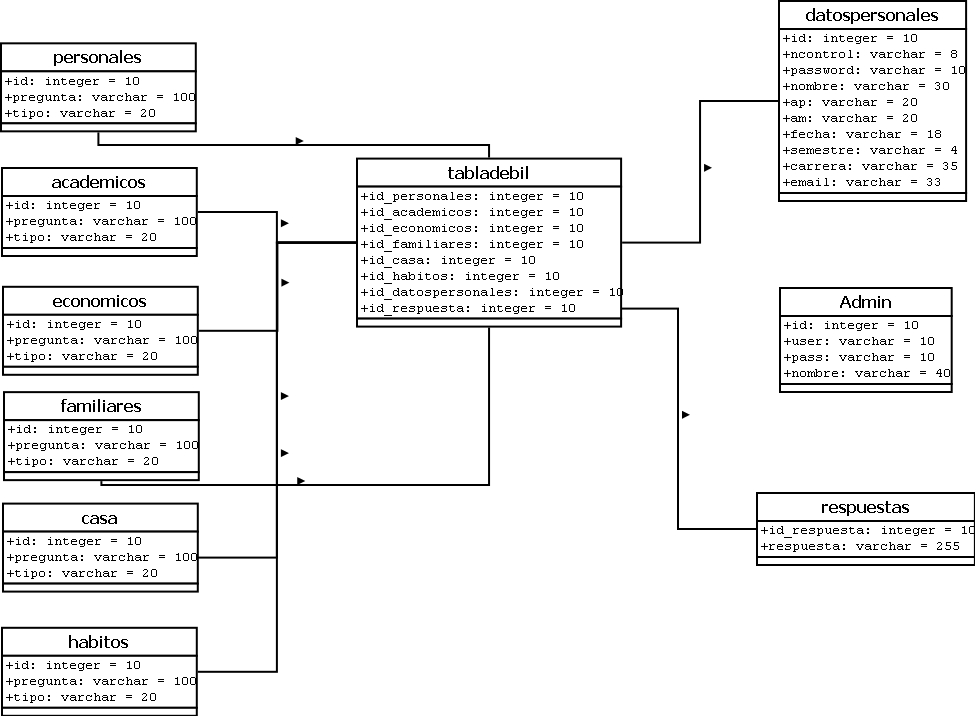 personales
+id: integer = 10
+pregunta: varchar = 100
+tipo: varchar = 20
academicos
+id: integer = 10
+pregunta: varchar = 100
+tipo: varchar = 20
economicos
+id: integer = 10
+pregunta: varchar = 100
+tipo: varchar = 20
familiares
+id: integer = 10
+pregunta: varchar = 100
+tipo: varchar = 20
casa
+id: integer = 10
+pregunta: varchar = 100
+tipo: varchar = 20
habitos
+id: integer = 10
+pregunta: varchar = 100
+tipo: varchar = 20
tabladebil
+id_personales: integer = 10
+id_academicos: integer = 10
+id_economicos: integer = 10
+id_familiares: integer = 10
+id_casa: integer = 10
+id_habitos: integer = 10
+id_datospersonales: integer = 10
+id_respuesta: integer = 10
datospersonales
+id: integer = 10
+ncontrol: varchar = 8
+password: varchar = 10
+nombre: varchar = 30
+ap: varchar = 20
+am: varchar = 20
+fecha: varchar = 18
+semestre: varchar = 4
+carrera: varchar = 35
+email: varchar = 33
Admin
+id: integer = 10
+user: varchar = 10
+pass: varchar = 10
+nombre: varchar = 40
respuestas
+id_respuesta: integer = 10
+respuesta: varchar = 255